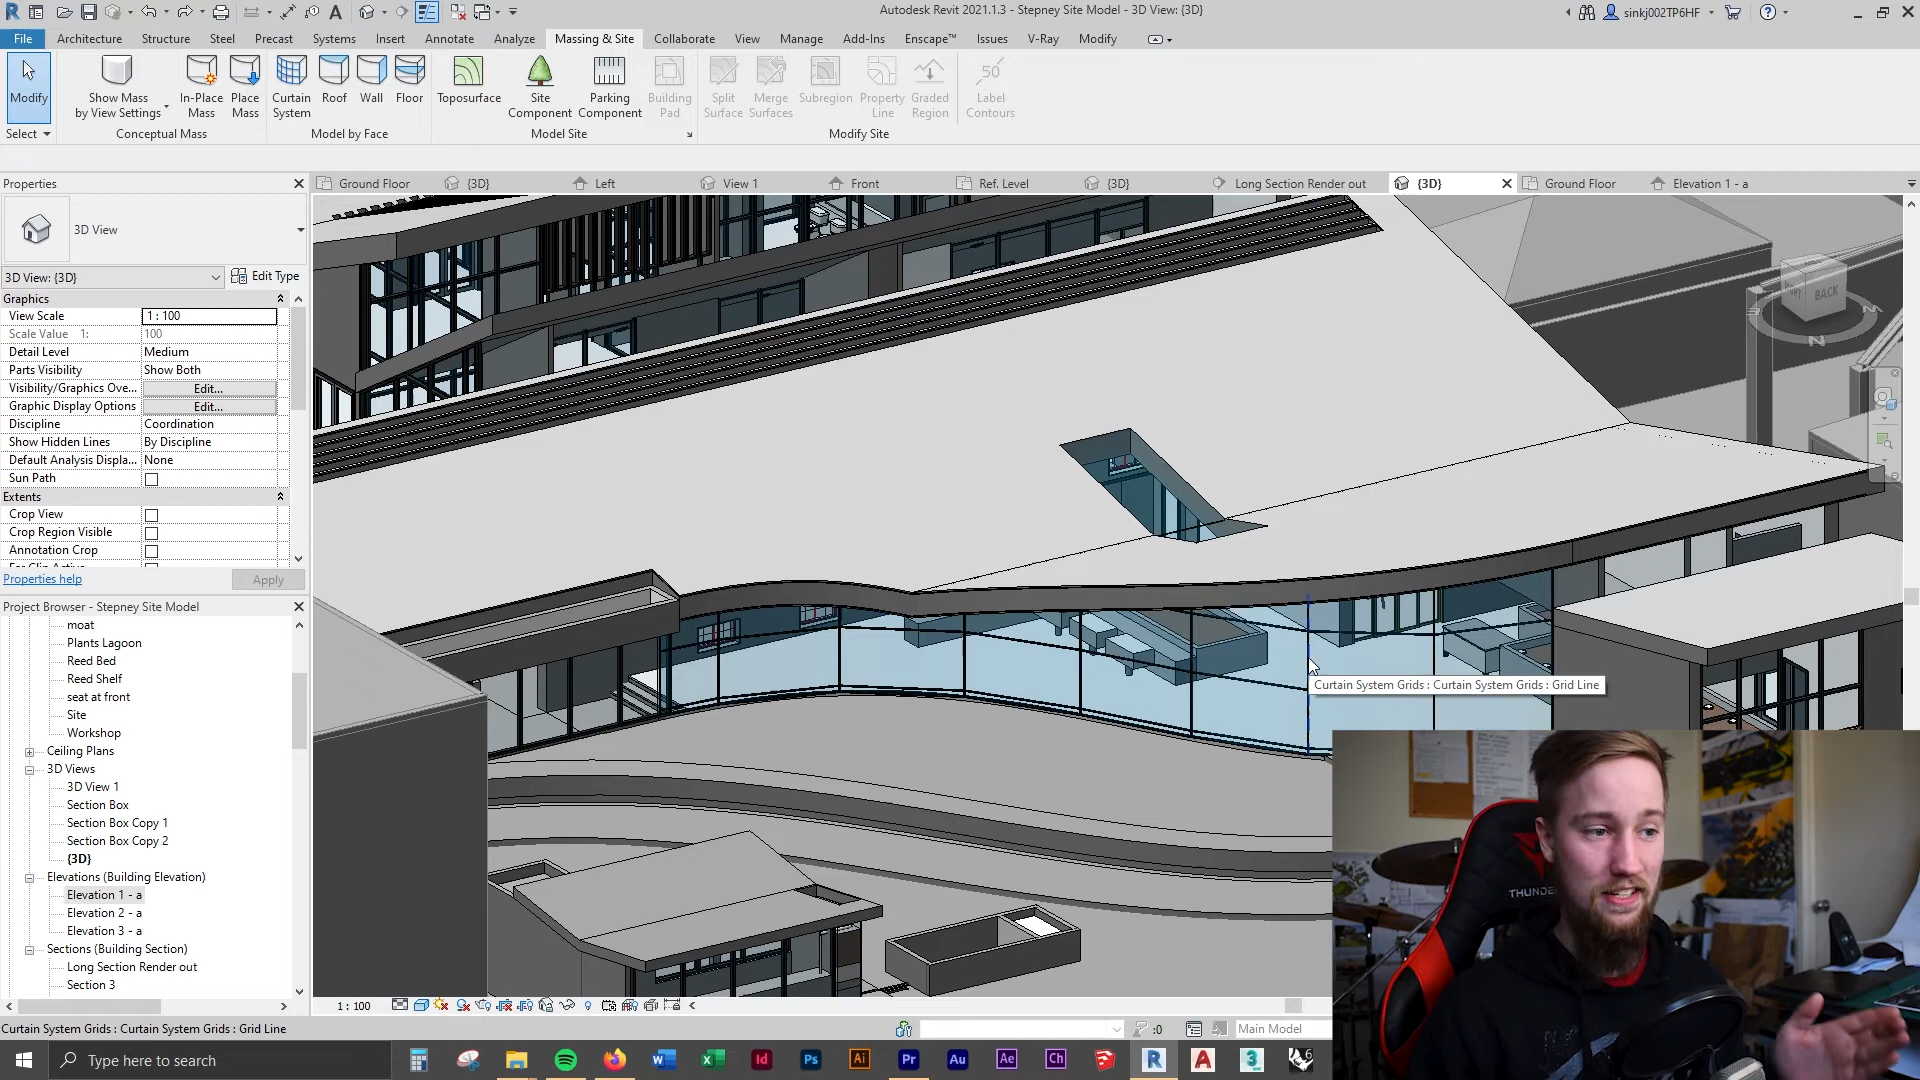 Autodesk Revit 2021.1.3 - Stepney Site Model - 3D View: {3D}
sinkj002TP6HF
File Architecture Structure Steel Precast Systems Insert Annotate Analyze Massing & Site Collaborate View Manage Add-Ins Enscape™ Issues V-Ray Modify
Modify
Show Mass
by View Settings
In-Place
Mass
Place
Mass
Curtain
System
Roof
Wall
Floor
Toposurface
Site
Component
Parking
Component
Building
Pad
Split
Surface
Merge
Surfaces
Subregion
Property
Line
Graded
Region
50
Label
Contours
Select
Conceptual Mass
Model by Face
Model Site
Modify Site
Properties
Ground Floor {3D} Left View 1 Front Ref. Level {3D} Long Section Render out {3D} Ground Floor Elevation 1 - a
3D View
3D View: {3D} Edit Type
Graphics
View Scale 1 : 100
Scale Value 1: 100
Detail Level Medium
Parts Visibility Show Both
Visibility/Graphics Ove... Edit...
Graphic Display Options Edit...
Discipline Coordination
Show Hidden Lines By Discipline
Default Analysis Displa... None
Sun Path
Extents
Crop View
Crop Region Visible
Annotation Crop
Properties help Apply
Project Browser - Stepney Site Model
moat
Plants Lagoon
Reed Bed
Reed Shelf
seat at front
Site
Workshop
Ceiling Plans
3D Views
3D View 1
Section Box
Section Box Copy 1
Section Box Copy 2
{3D}
Elevations (Building Elevation)
Elevation 1 - a
Elevation 2 - a
Elevation 3 - a
Sections (Building Section)
Long Section Render out
Section 3
BACK
N
Curtain System Grids : Curtain System Grids : Grid Line
THUNDE
1 : 100
Curtain System Grids : Curtain System Grids : Grid Line
:0
Main Model
Type here to search
Id Ps Ai Pr Au Ae Ch R A 3 6